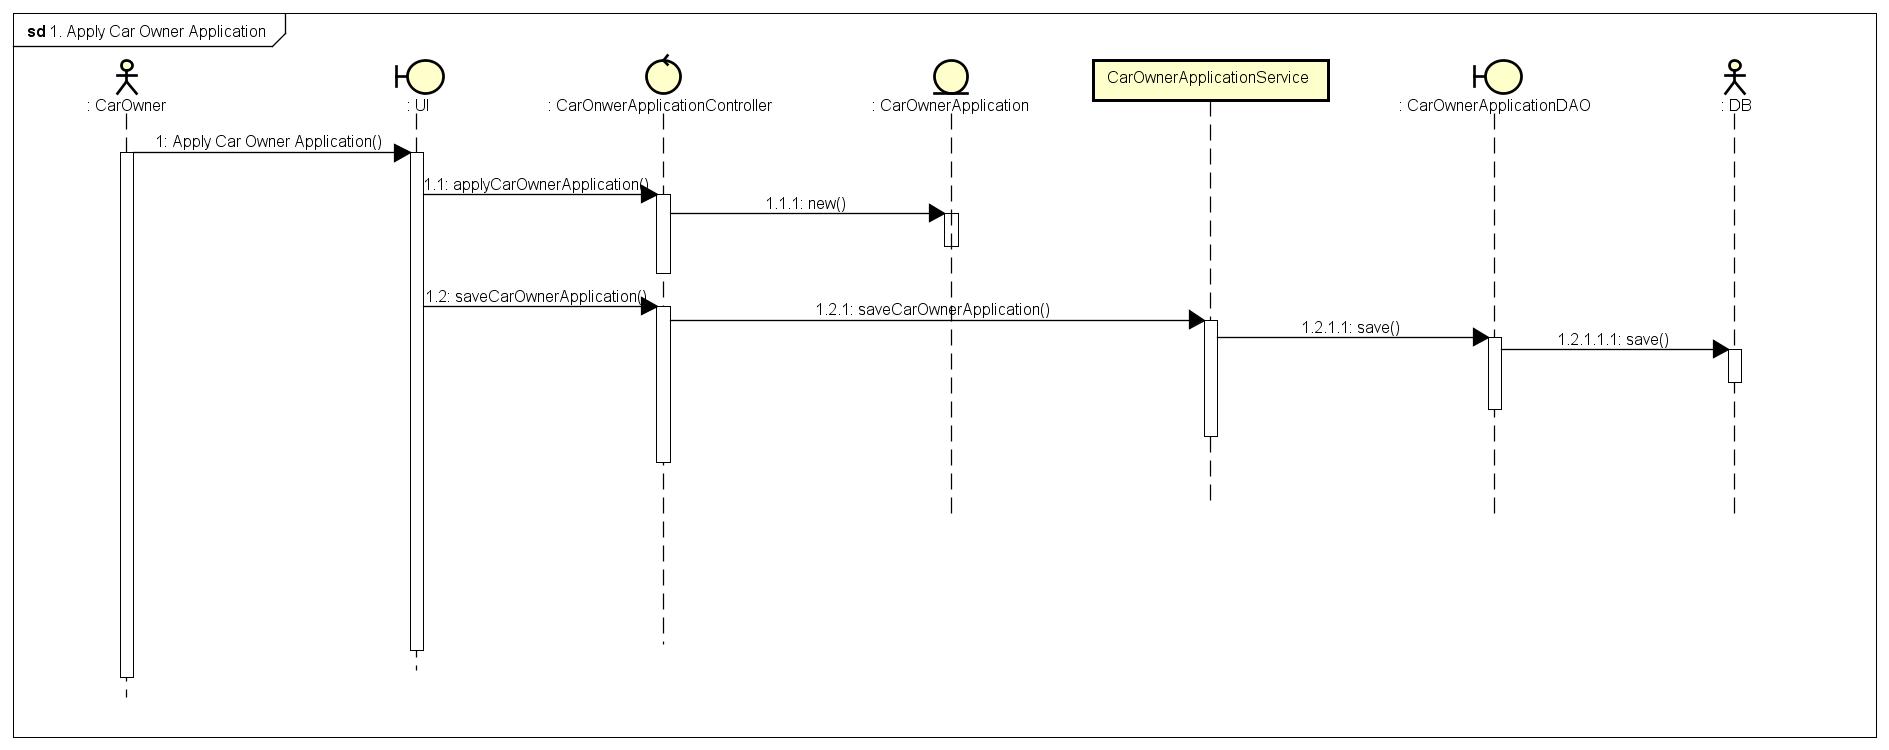 sd 1. Apply Car Owner Application
: CarOwner
: UI
: CarOnwerApplicationController
: CarOwnerApplication
CarOwnerApplicationService
: CarOwnerApplicationDAO
: DB
1: Apply Car Owner Application()
1.1: applyCarOwnerApplication()
1.1.1: new()
1.2: saveCarOwnerApplication()
1.2.1: saveCarOwnerApplication()
1.2.1.1: save()
1.2.1.1.1: save()